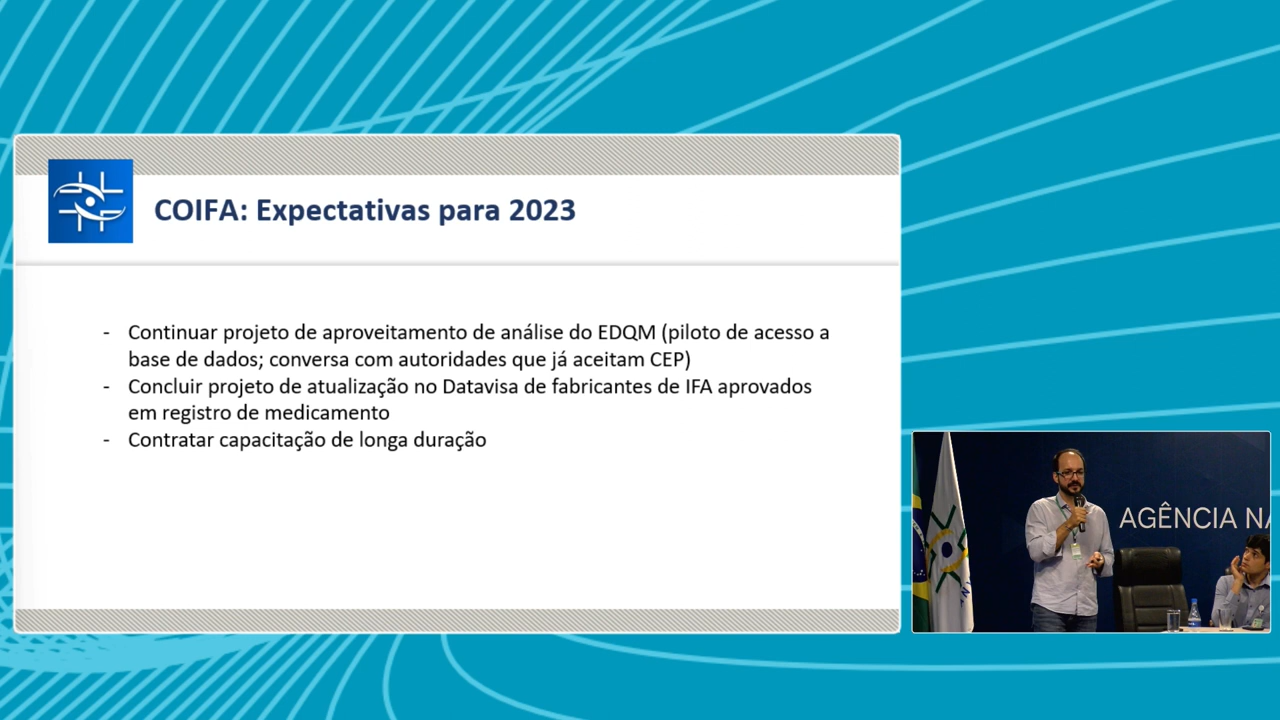 COIFA: Expectativas para 2023
- Continuar projeto de aproveitamento de análise do EDQM (piloto de acesso a
base de dados; conversa com autoridades que já aceitam CEP)
- Concluir projeto de atualização no Datavisa de fabricantes de IFA aprovados
em registro de medicamento
- Contratar capacitação de longa duração
AGÊNCIA NA